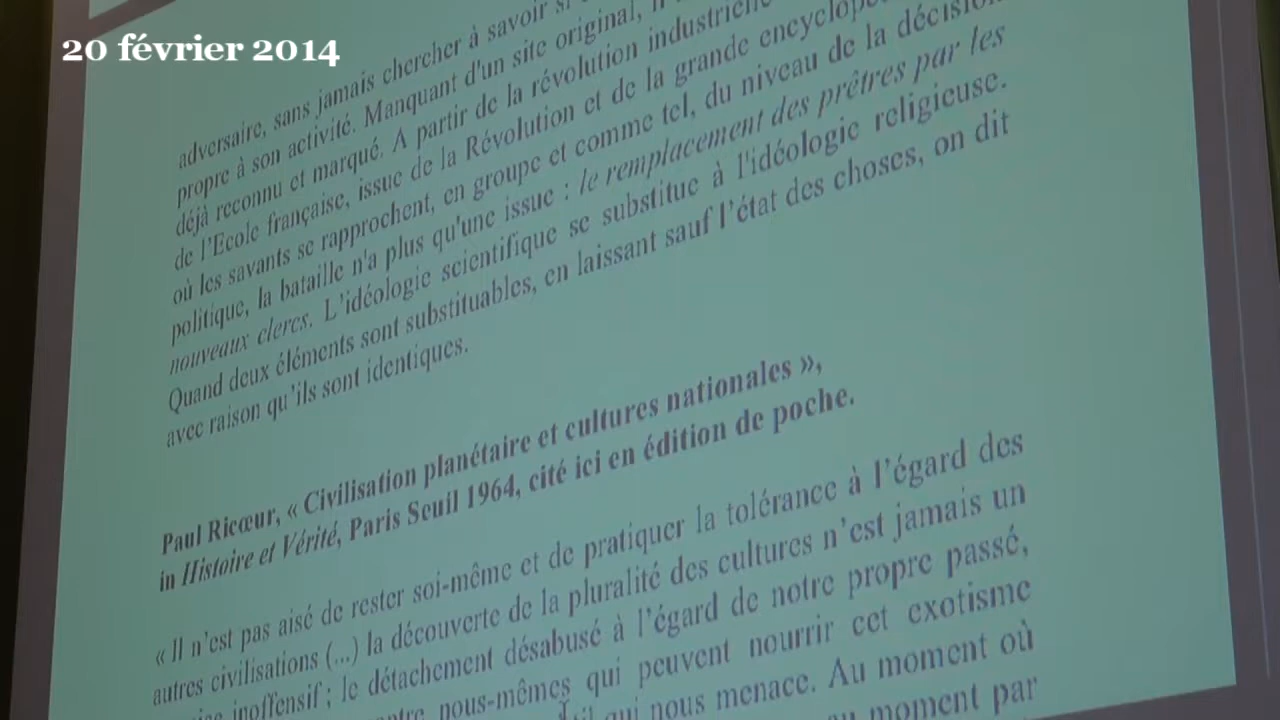 20 février 2014
adversaire, sans jamais chercher à savoir si
propre à son activité. Manquant d'un site original, il
déjà reconnu et marqué. A partir de la révolution industrielle
de l'Ecole française, issue de la Révolution et de la grande
où les savants se rapprochent, en groupe et comme tel, du niveau de la décision
politique, la bataille n'a plus qu'une issue : le remplacement des prêtres par les
nouveaux clercs. L'idéologie scientifique se substitue à l'idéologie religieuse.
Quand deux éléments sont substituables, en laissant sauf l'état des choses, on dit
avec raison qu'ils sont identiques.
Paul Ricœur, « Civilisation planétaire et cultures nationales »,
in Histoire et Vérité, Paris Seuil 1964, cité ici en édition de poche.
« Il n'est pas aisé de rester soi-même et de pratiquer la tolérance à l'égard des
autres civilisations (...) la découverte de la pluralité des cultures n'est jamais un
inoffensif ; le détachement désabusé à l'égard de notre propre passé,
nous-mêmes qui peuvent nourrir cet exotisme
qui nous menace. Au moment où
moment par